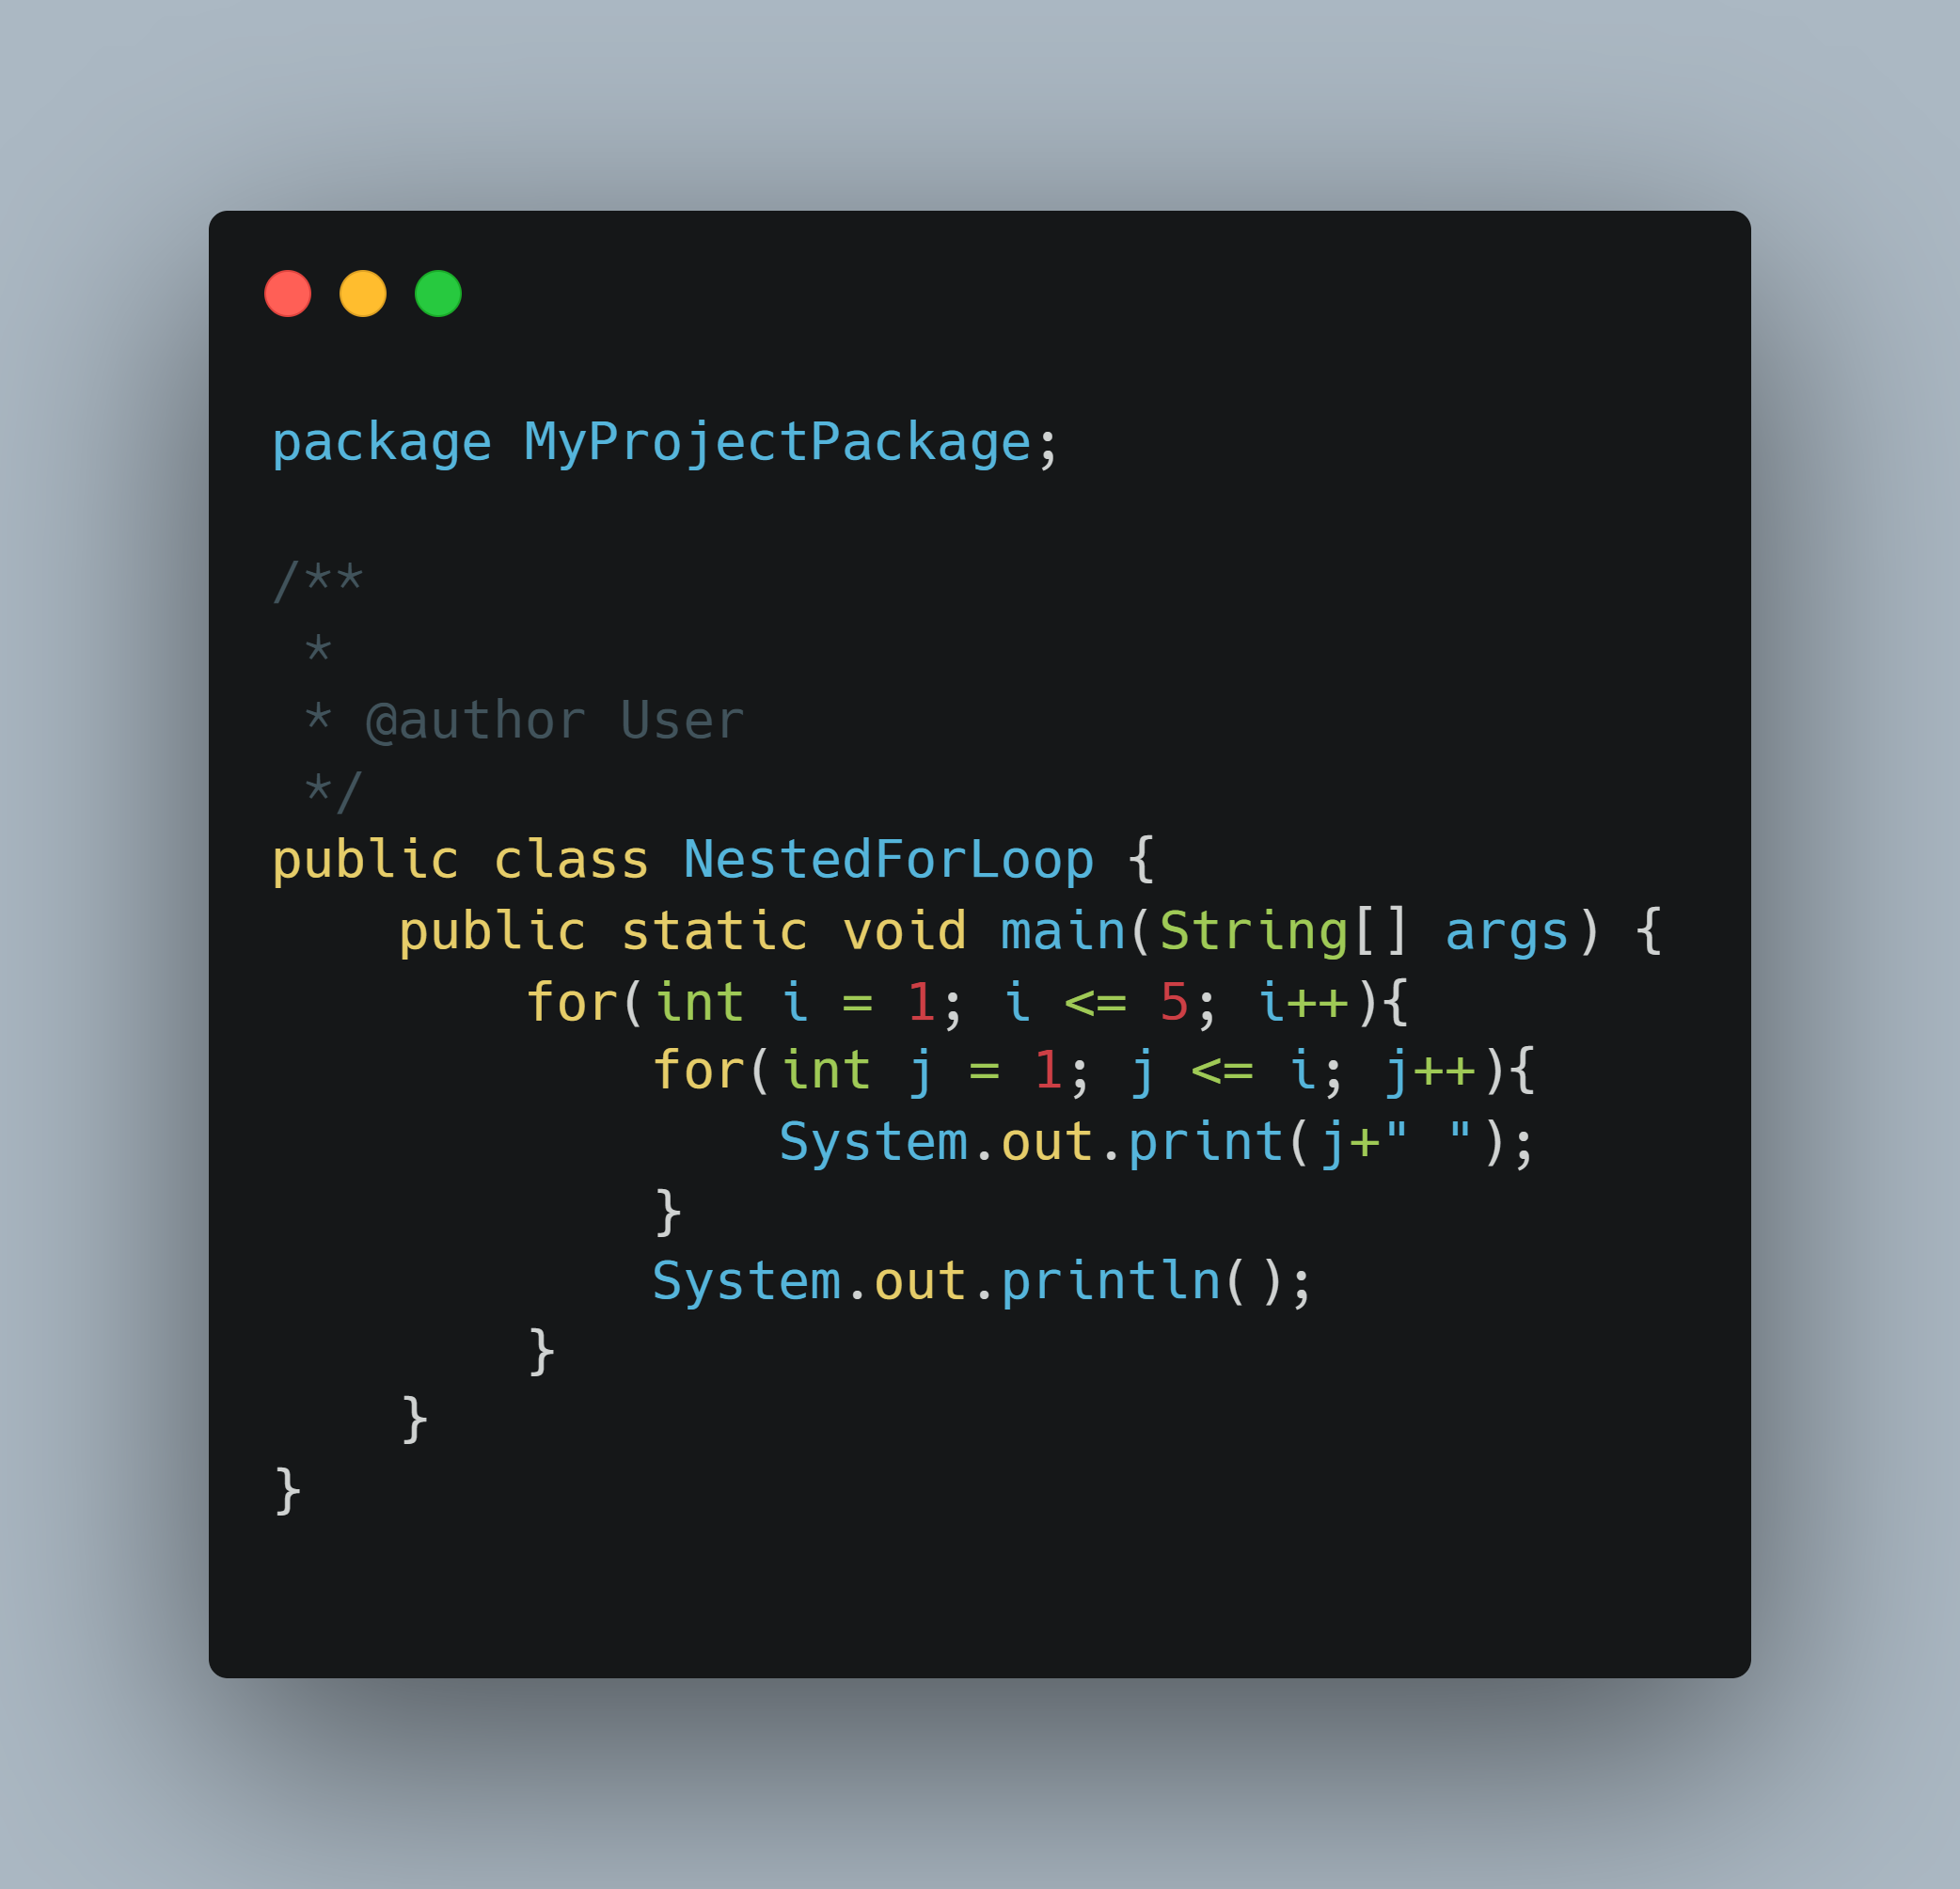 package MyProjectPackage;

/**
 *
 * @author User
 */
public class NestedForLoop {
    public static void main(String[] args) {
        for(int i = 1; i <= 5; i++){
            for(int j = 1; j <= i; j++){
                System.out.print(j+" ");
            }
            System.out.println();
        }
    }
}